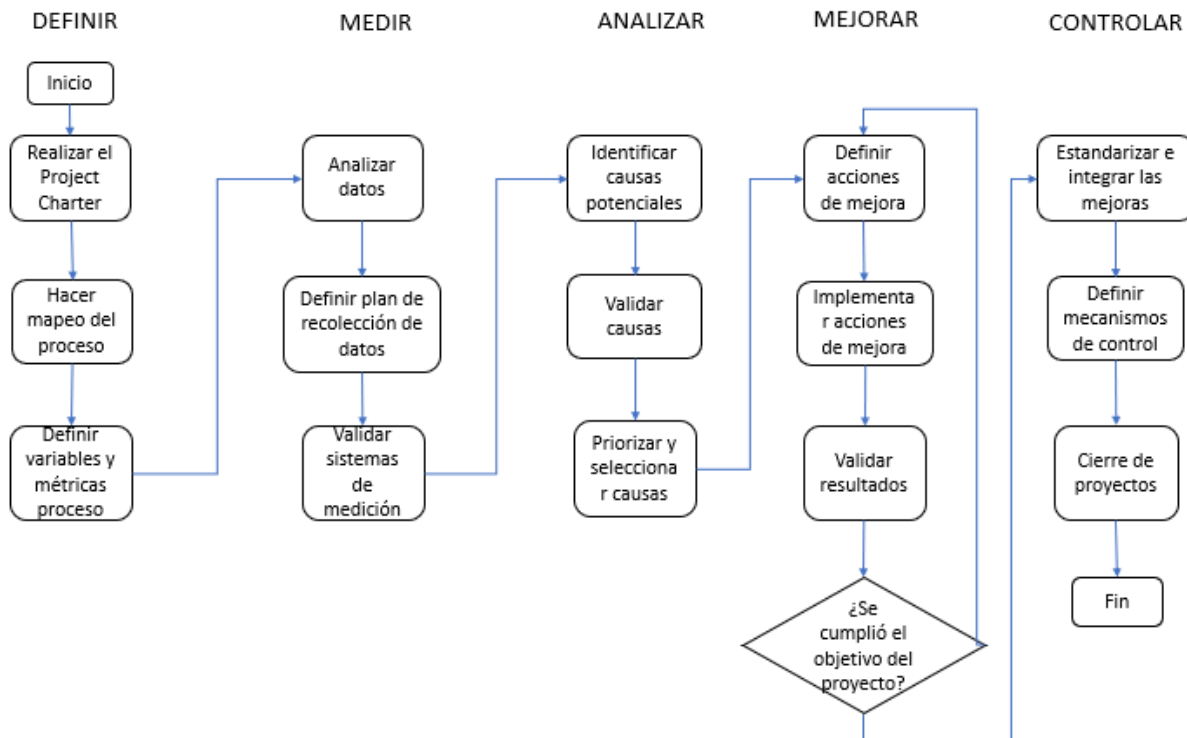 DEFINIR
MEDIR
ANALIZAR
MEJORAR
CONTROLAR
Inicio
Realizar el
Project
Charter
Hacer
mapeo del
proceso
Definir
variables y
métricas
proceso
Analizar
datos
Definir plan de
recolección de
datos
Validar
sistemas
de
medición
Identificar
causas
potenciales
Validar
causas
Priorizar y
selecciona
r causas
Definir
acciones
de mejora
Implementa
r acciones
de mejora
Validar
resultados
¿Se
cumplió el
objetivo del
proyecto?
Estandarizar e
integrar las
mejoras
Definir
mecanismos
de control
Cierre de
proyectos
Fin